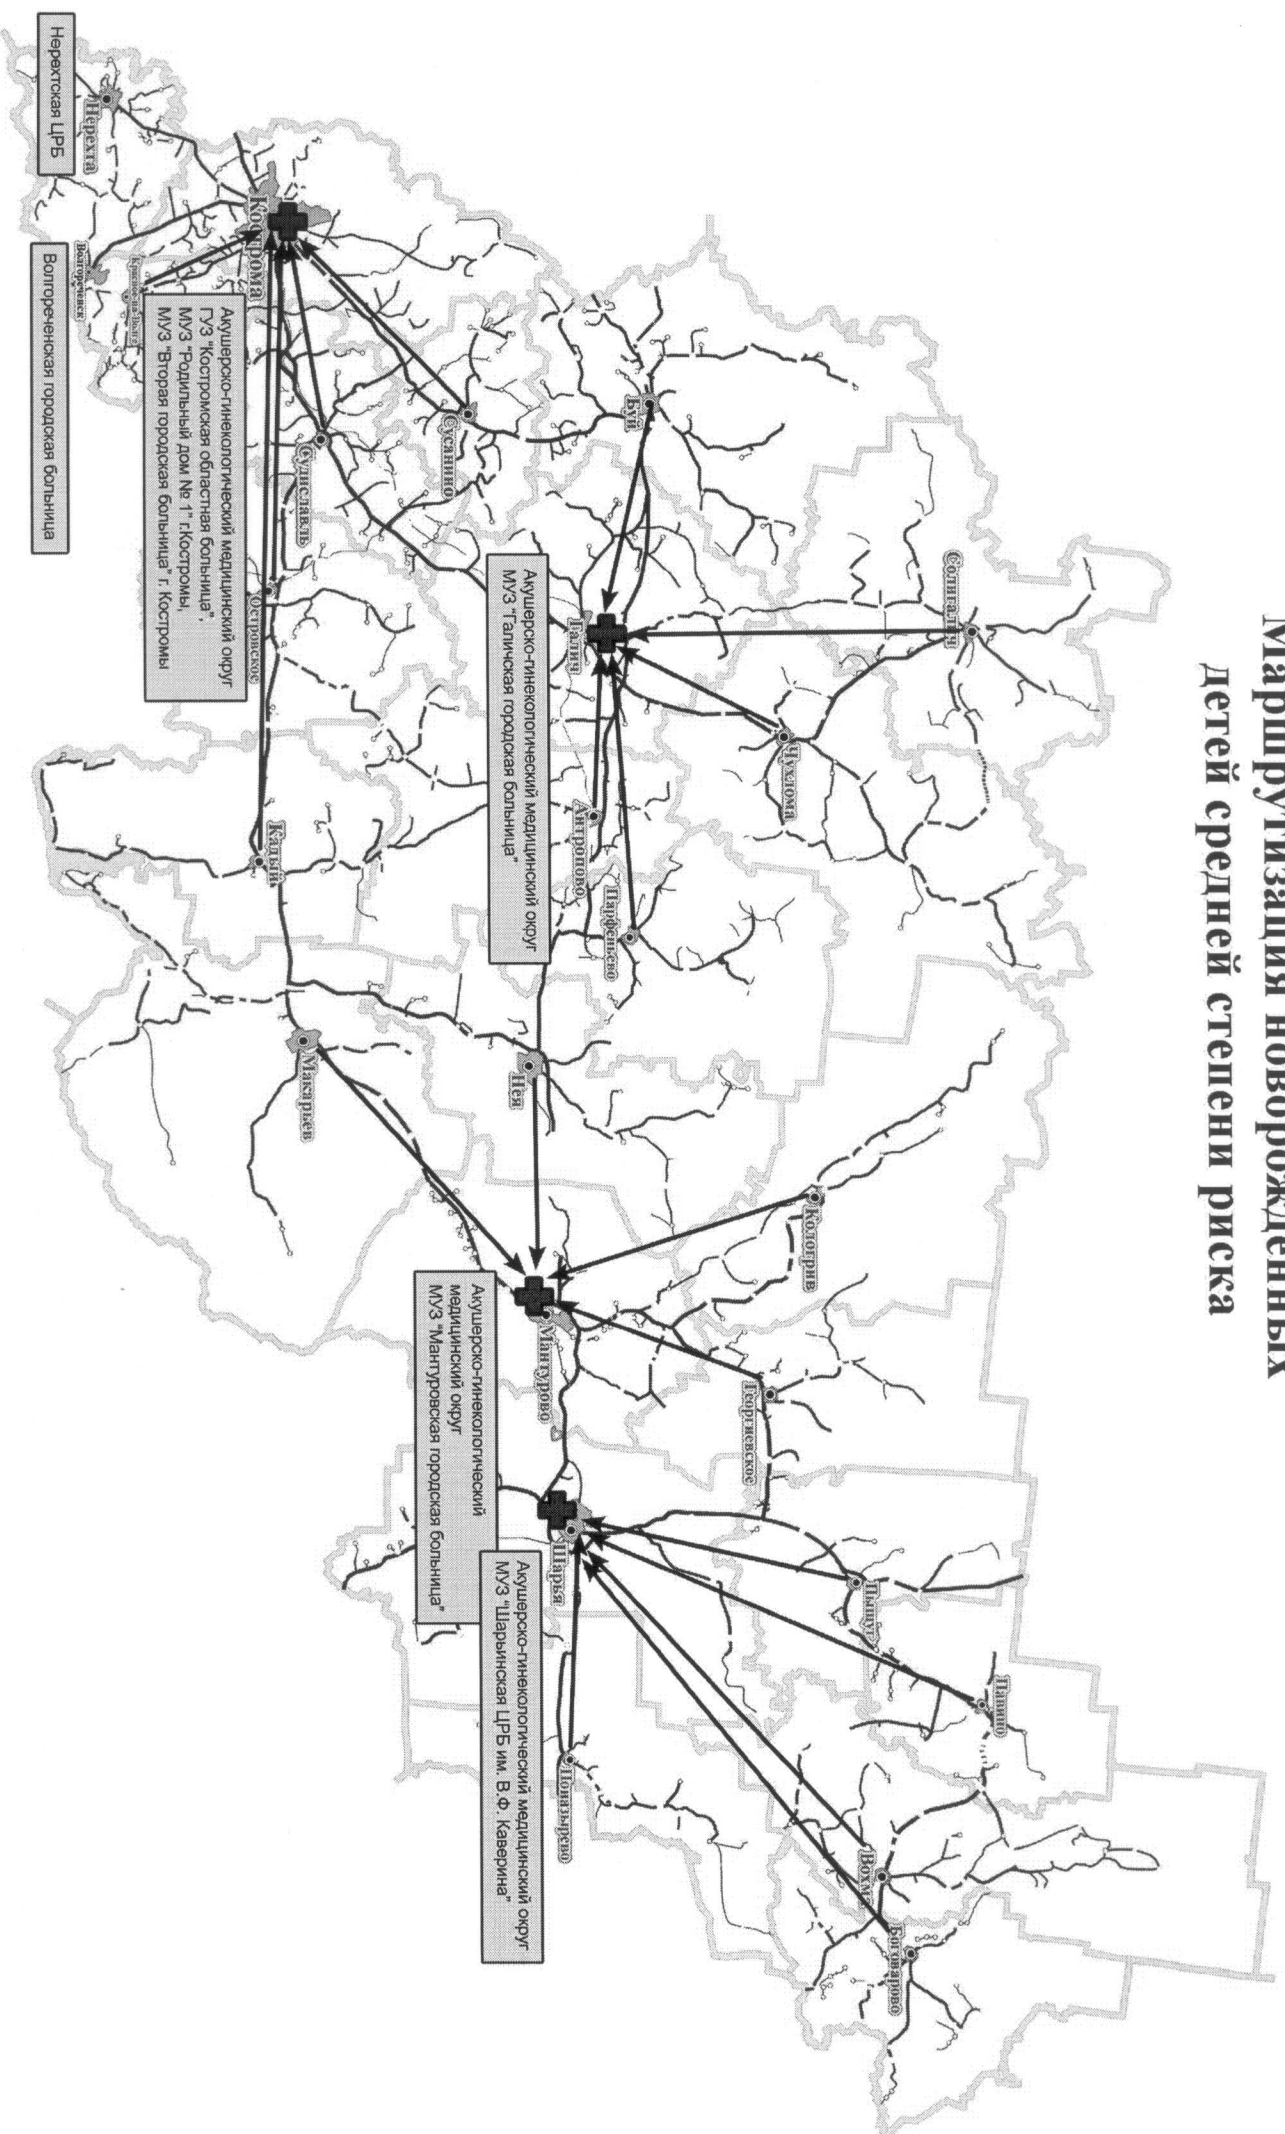 Маршрутизация новорожденных
детей средней степени риска
Солигалич
Чухлома
Кологрив
Георгиевское
Павино
Пыщуг
Вохма
Боговарово
Буй
Галич
Антропово
Парфеньево
Нея
Мантурово
Шарья
Поназырево
Сусанино
Судиславль
Островское
Кадый
Макарьев
Кострома
Нерехта
Волгореченск
Красное-на-Волге
Акушерско-гинекологический медицинский округ
МУЗ "Галичская городская больница"
Акушерско-гинекологический
медицинский округ
МУЗ "Мантуровская городская больница"
Акушерско-гинекологический медицинский округ
МУЗ "Шарьинская ЦРБ им. В.Ф. Каверина"
Акушерско-гинекологический медицинский округ
ГУЗ "Костромская областная больница",
МУЗ "Родильный дом № 1" г.Костромы,
МУЗ "Вторая городская больница" г. Костромы
Нерехтская ЦРБ
Волгореченская городская больница